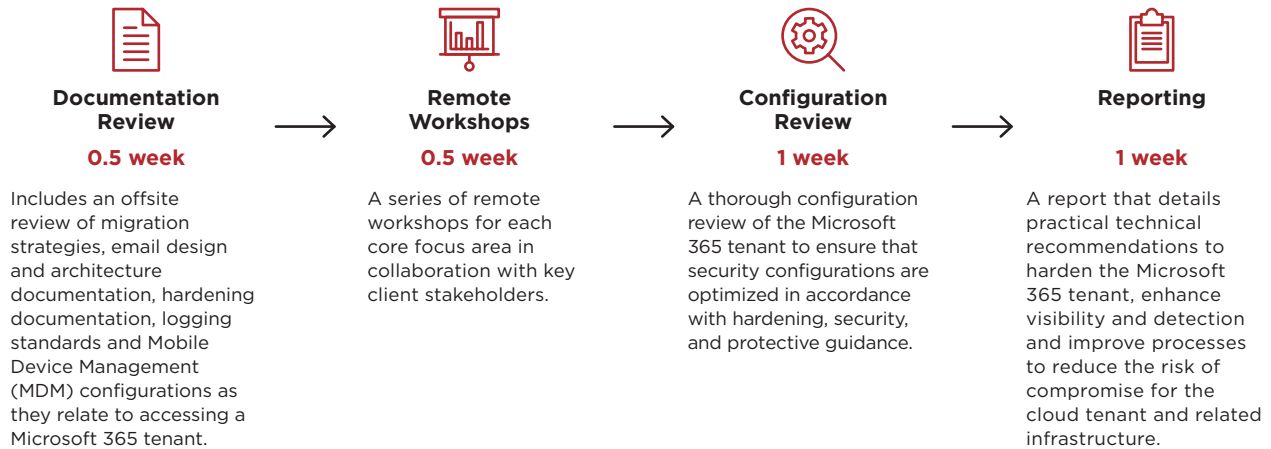 Documentation
Review
0.5 week
Includes an offsite
review of migration
strategies, email design
and architecture
documentation, hardening
documentation, logging
standards and Mobile
Device Management
(MDM) configurations as
they relate to accessing a
Microsoft 365 tenant.
Remote
Workshops
0.5 week
A series of remote
workshops for each
core focus area in
collaboration with key
client stakeholders.
Configuration
Review
1 week
A thorough configuration
review of the Microsoft
365 tenant to ensure that
security configurations are
optimized in accordance
with hardening, security,
and protective guidance.
Reporting
1 week
A report that details
practical technical
recommendations to
harden the Microsoft
365 tenant, enhance
visibility and detection
and improve processes
to reduce the risk of
compromise for the
cloud tenant and related
infrastructure.